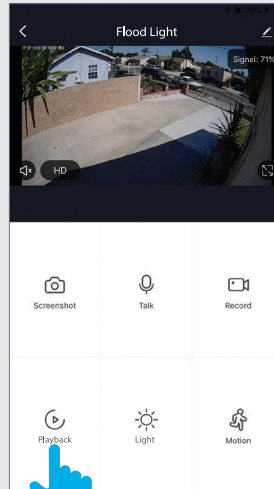 Flood Light
Signal: 71%
HD
Screenshot
Talk
Record
Playback
Light
Motion